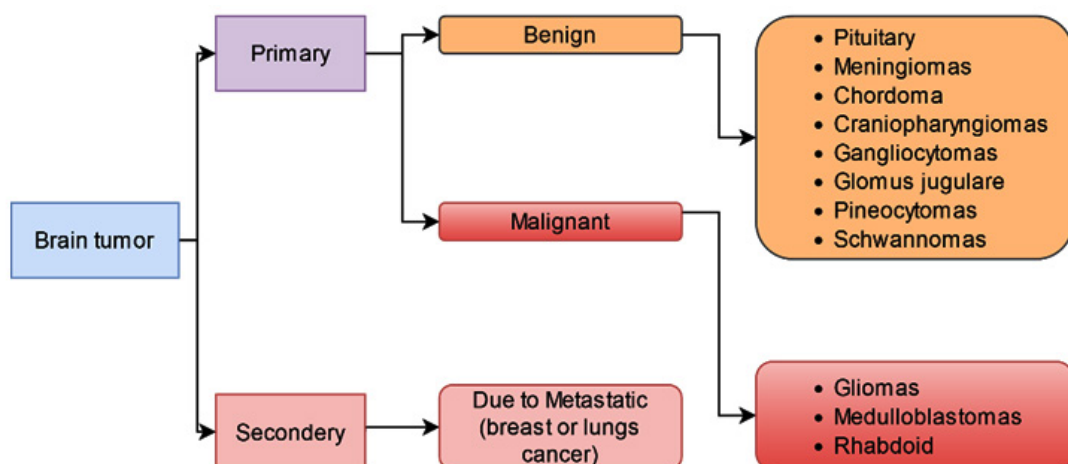 Brain tumor
Primary
Benign
• Pituitary
• Meningiomas
• Chordoma
• Craniopharyngiomas
• Gangliocytomas
• Glomus jugulare
• Pineocytomas
• Schwannomas
Malignant
• Gliomas
• Medulloblastomas
• Rhabdoid
Secondery
Due to Metastatic
(breast or lungs
cancer)